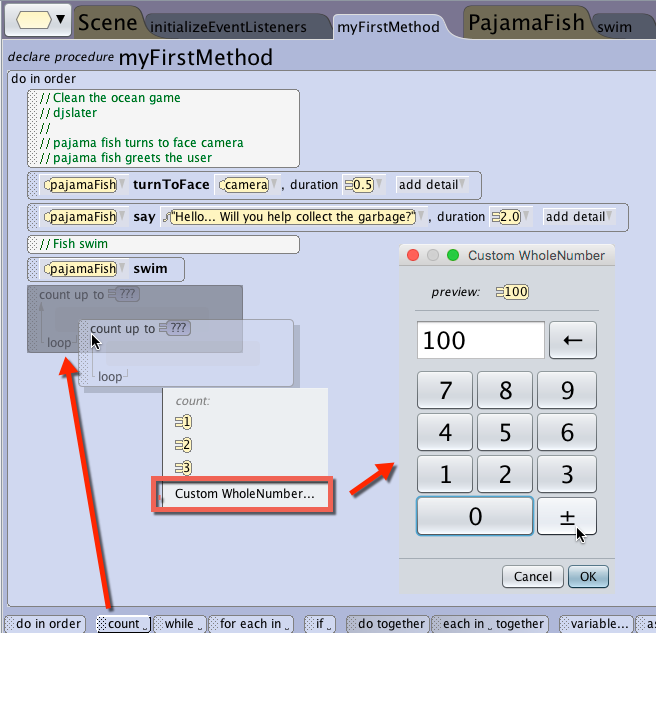 Scene initializeEventListeners myFirstMethod PajamaFish swim
declare procedure myFirstMethod
do in order
// Clean the ocean game
// djslater
//
// pajama fish turns to face camera
// pajama fish greets the user
pajamaFish turnToFace camera , duration 0.5 add detail
pajamaFish say "Hello... Will you help collect the garbage?" , duration 2.0 add detail
// Fish swim
pajamaFish swim
count up to ???
loop
count up to ???
loop
count:
1
2
3
Custom WholeNumber...
Custom WholeNumber
preview: 100
100 ←
7 8 9
4 5 6
1 2 3
0 ±
Cancel OK
do in order count _ while _ for each in _ if _ do together each in _ together variable... as